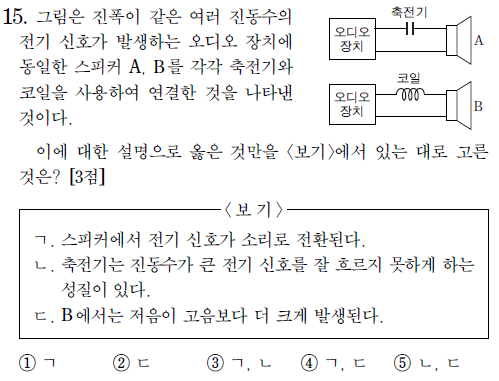 15. 그림은 진폭이 같은 여러 진동수의
전기 신호가 발생하는 오디오 장치에
동일한 스피커 A, B를 각각 축전기와
코일을 사용하여 연결한 것을 나타낸
것이다.
축전기
오디오
장치
A
코일
오디오
장치
B
이에 대한 설명으로 옳은 것만을 〈보기〉에서 있는 대로 고른
것은? [3점]
〈보 기〉
ㄱ. 스피커에서 전기 신호가 소리로 전환된다.
ㄴ. 축전기는 진동수가 큰 전기 신호를 잘 흐르지 못하게 하는
성질이 있다.
ㄷ. B에서는 저음이 고음보다 더 크게 발생된다.
① ㄱ ② ㄷ ③ ㄱ, ㄴ ④ ㄱ, ㄷ ⑤ ㄴ, ㄷ